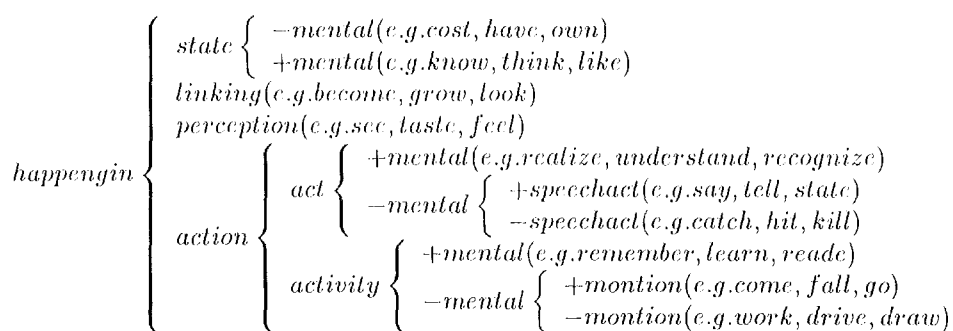 state { −mental(e.g.cost, have, own)
+mental(e.g.know, think, like)
linking(e.g.become, grow, look)
perception(e.g.see, taste, feel)
happengin {
action {
act { +mental(e.g.realize, understand, recognize)
−mental { +speechact(e.g.say, tell, state)
−speechact(e.g.catch, hit, kill)
activity { +mental(e.g.remember, learn, reade)
−mental { +montion(e.g.come, fall, go)
−montion(e.g.work, drive, draw)